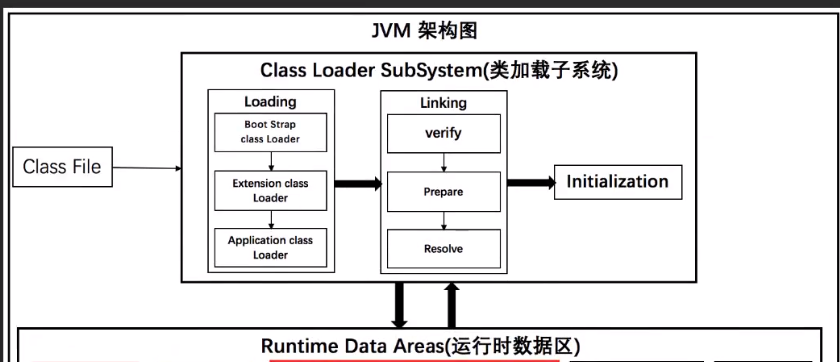 JVM 架构图
Class Loader SubSystem(类加载子系统)
Loading
Boot Strap
class Loader
Extension class
Loader
Application class
Loader
Linking
verify
Prepare
Resolve
Class File
Initialization
Runtime Data Areas(运行时数据区)